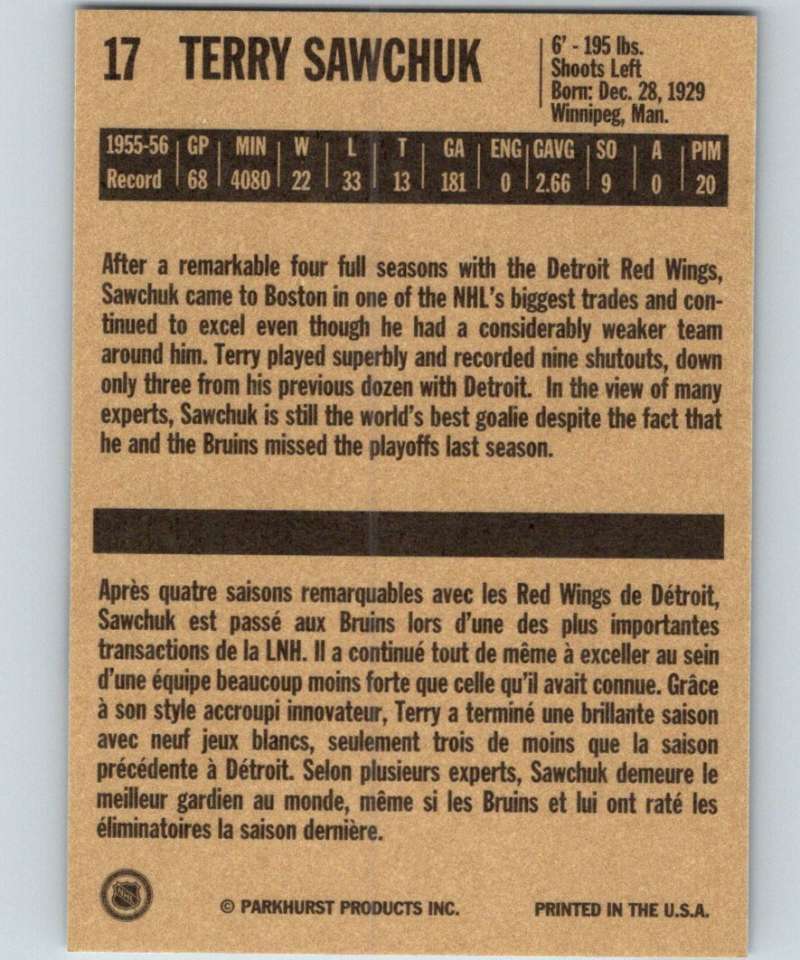 17 TERRY SAWCHUK
6' - 195 lbs.
Shoots Left
Born: Dec. 28, 1929
Winnipeg, Man.
1955-56 GP MIN W L T GA ENG GAVG SO A PIM
Record 68 4080 22 33 13 181 0 2.66 9 0 20
After a remarkable four full seasons with the Detroit Red Wings,
Sawchuk came to Boston in one of the NHL's biggest trades and con-
tinued to excel even though he had a considerably weaker team
around him. Terry played superbly and recorded nine shutouts, down
only three from his previous dozen with Detroit. In the view of many
experts, Sawchuk is still the world's best goalie despite the fact that
he and the Bruins missed the playoffs last season.
Après quatre saisons remarquables avec les Red Wings de Détroit,
Sawchuk est passé aux Bruins lors d'une des plus importantes
transactions de la LNH. Il a continué tout de même à exceller au sein
d'une équipe beaucoup moins forte que celle qu'il avait connue. Grâce
à son style accroupi innovateur, Terry a terminé une brillante saison
avec neuf jeux blancs, seulement trois de moins que la saison
précédente à Détroit. Selon plusieurs experts, Sawchuk demeure le
meilleur gardien au monde, même si les Bruins et lui ont raté les
éliminatoires la saison dernière.
NHL
© PARKHURST PRODUCTS INC. PRINTED IN THE U.S.A.